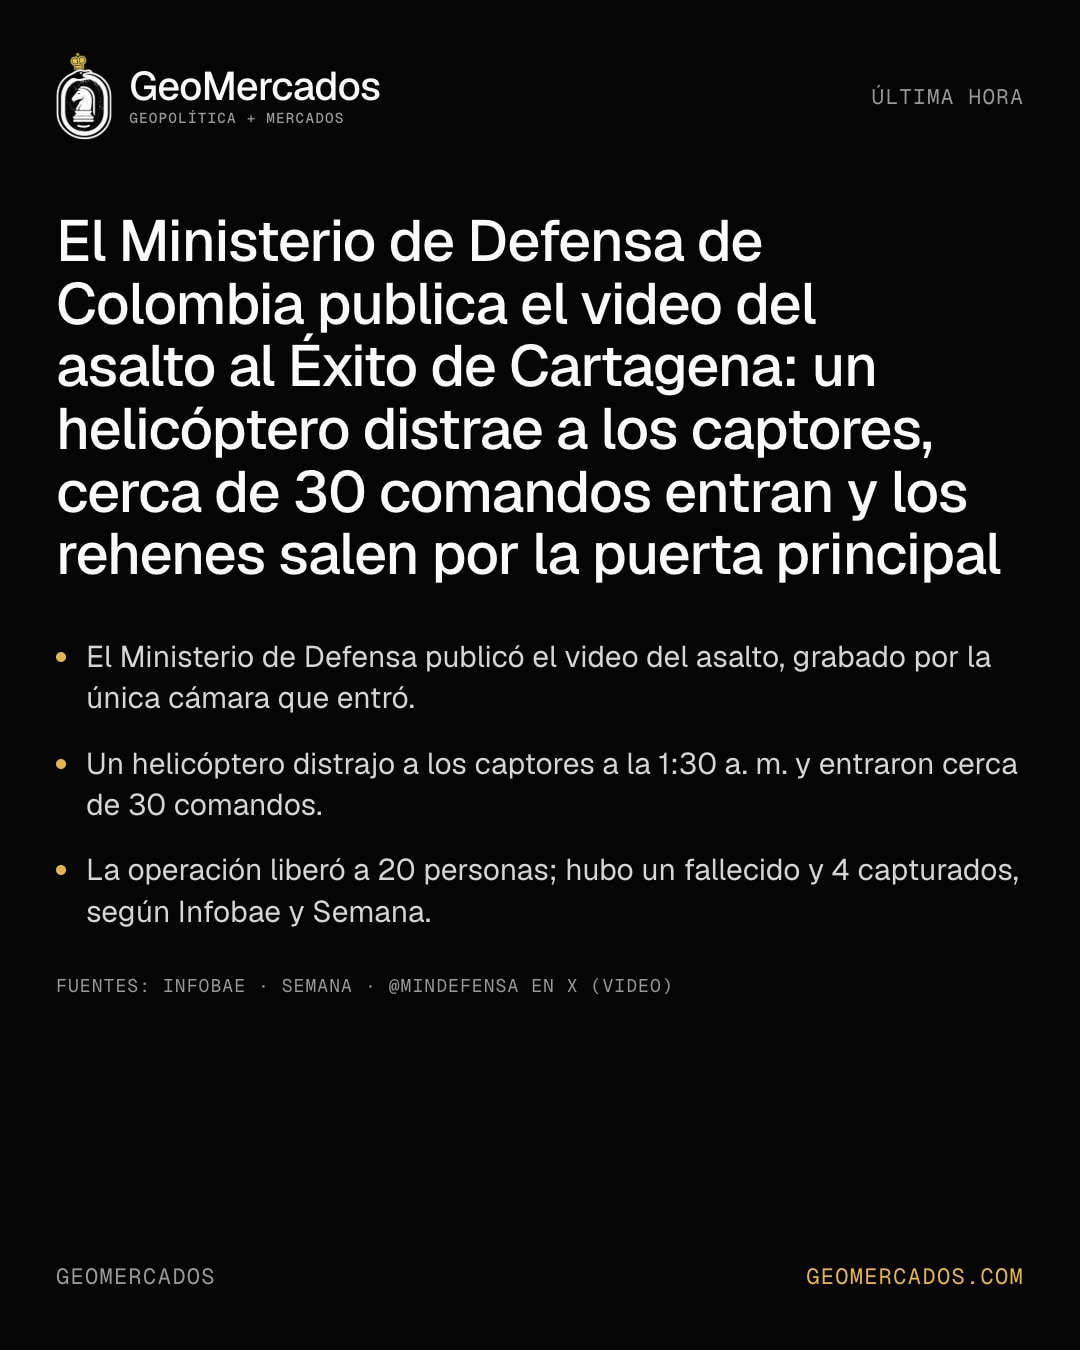 GeoMercados
GEOPOLÍTICA + MERCADOS
ÚLTIMA HORA
El Ministerio de Defensa de
Colombia publica el video del
asalto al Éxito de Cartagena: un
helicóptero distrae a los captores,
cerca de 30 comandos entran y los
rehenes salen por la puerta principal
• El Ministerio de Defensa publicó el video del asalto, grabado por la
única cámara que entró.
• Un helicóptero distrajo a los captores a la 1:30 a. m. y entraron cerca
de 30 comandos.
• La operación liberó a 20 personas; hubo un fallecido y 4 capturados,
según Infobae y Semana.
FUENTES: INFOBAE · SEMANA · @MINDEFENSA EN X (VIDEO)
GEOMERCADOS
GEOMERCADOS.COM